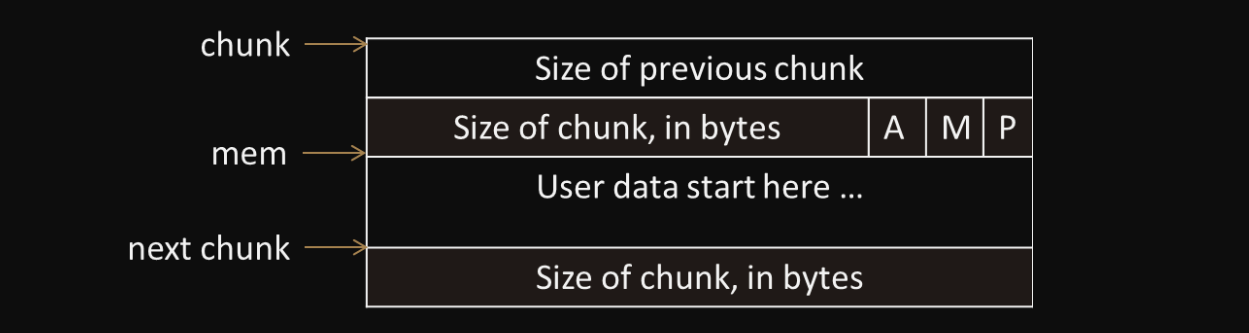 chunk
Size of previous chunk
Size of chunk, in bytes A M P
mem
User data start here ...
next chunk
Size of chunk, in bytes